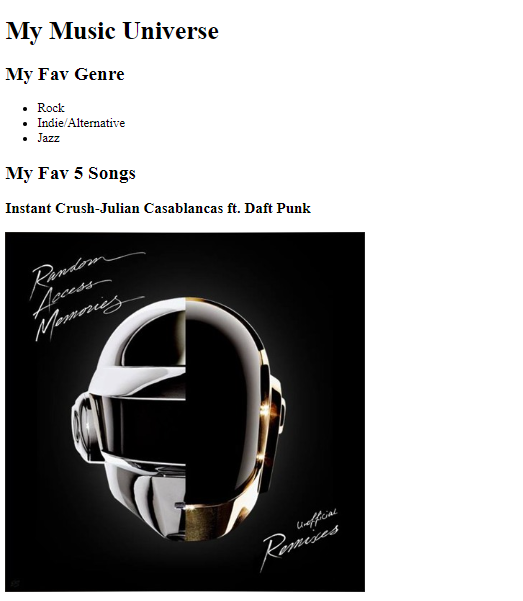 My Music Universe
My Fav Genre
Rock
Indie/Alternative
Jazz
My Fav 5 Songs
Instant Crush-Julian Casablancas ft. Daft Punk
Random
Access
Memories
Unofficial
Remixes